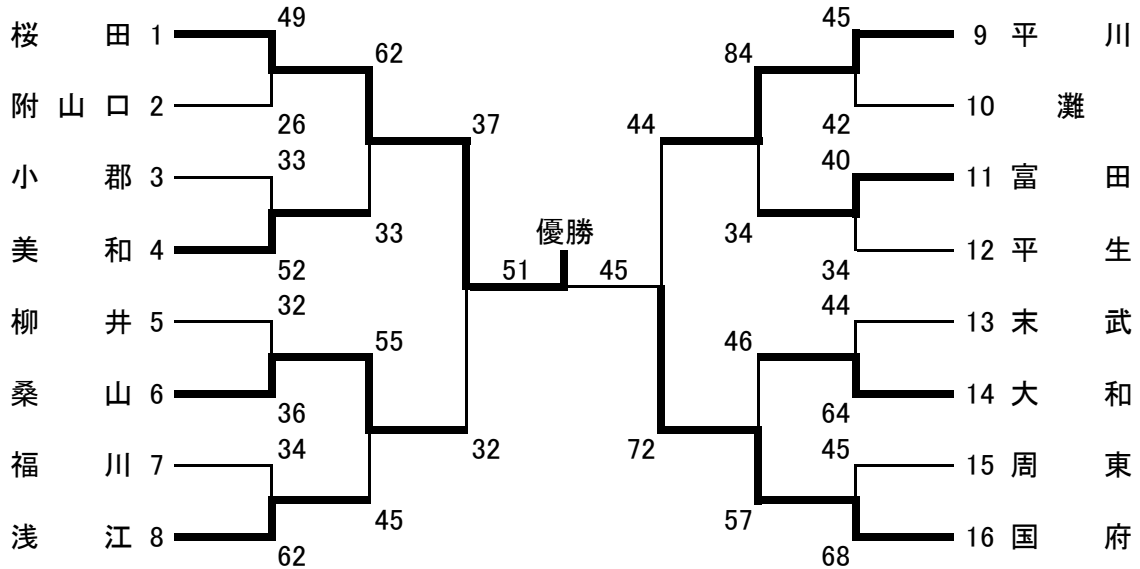 49 45
桜田 1 9 平川
62 84
附山口 2 10 灘
26 37 44 42
33 40
小郡 3 11 富田
33 優勝 34
美和 4 12 平生
52 51 45 34
32 44
柳井 5 13 末武
55 46
桑山 6 14 大和
36 64
34 32 72 45
福川 7 15 周東
45 57
浅江 8 16 国府
62 68